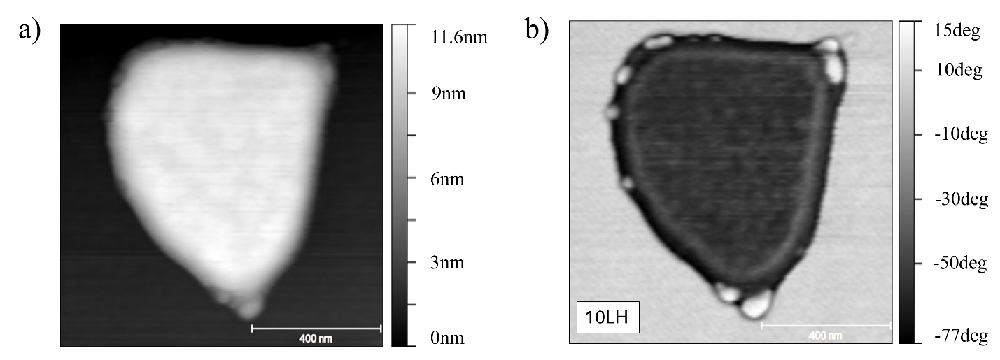 a)
11.6nm
9nm
6nm
3nm
0nm
400 nm
b)
15deg
10deg
-10deg
-30deg
-50deg
-77deg
10LH
400 nm